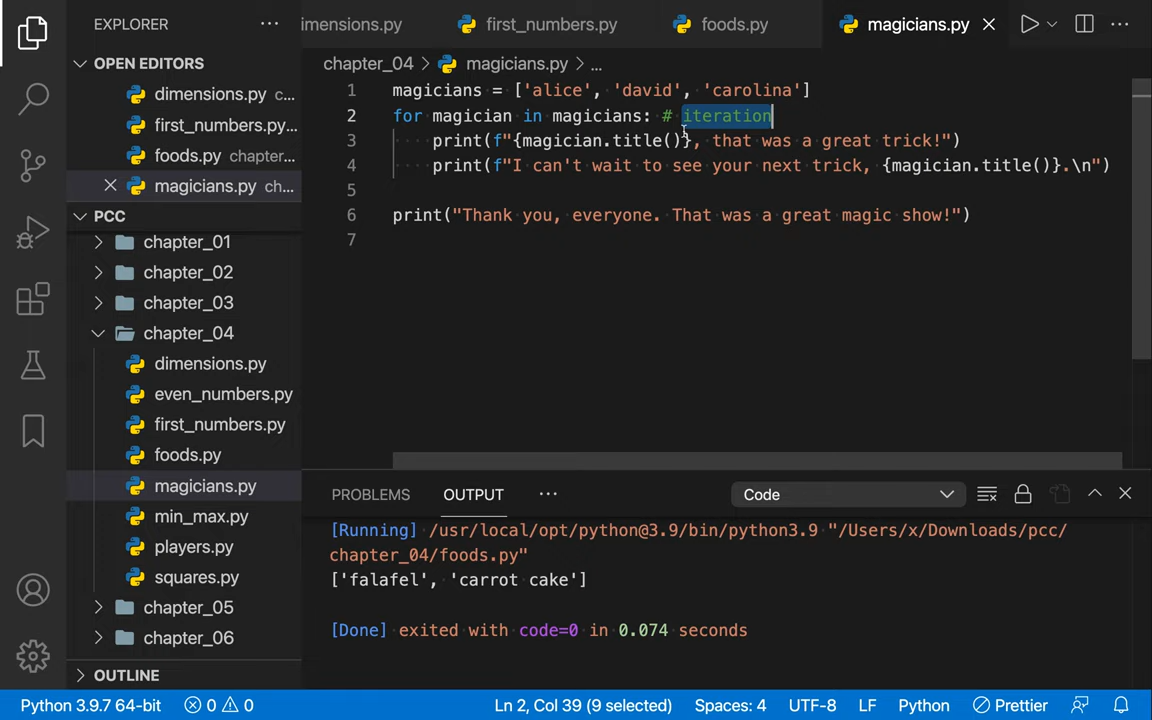 EXPLORER
imensions.py
first_numbers.py
foods.py
magicians.py
OPEN EDITORS
dimensions.py c...
first_numbers.py...
foods.py chapter...
magicians.py ch...
PCC
chapter_01
chapter_02
chapter_03
chapter_04
dimensions.py
even_numbers.py
first_numbers.py
foods.py
magicians.py
min_max.py
players.py
squares.py
chapter_05
chapter_06
OUTLINE
chapter_04 > magicians.py > ...
1 magicians = ['alice', 'david', 'carolina']
2 for magician in magicians: # iteration
3 print(f"{magician.title()}, that was a great trick!")
4 print(f"I can't wait to see your next trick, {magician.title()}.\n")
5
6 print("Thank you, everyone. That was a great magic show!")
7
PROBLEMS OUTPUT ... Code
[Running] /usr/local/opt/python@3.9/bin/python3.9 "/Users/x/Downloads/pcc/
chapter_04/foods.py"
['falafel', 'carrot cake']
[Done] exited with code=0 in 0.074 seconds
Python 3.9.7 64-bit 0 0 Ln 2, Col 39 (9 selected) Spaces: 4 UTF-8 LF Python Prettier